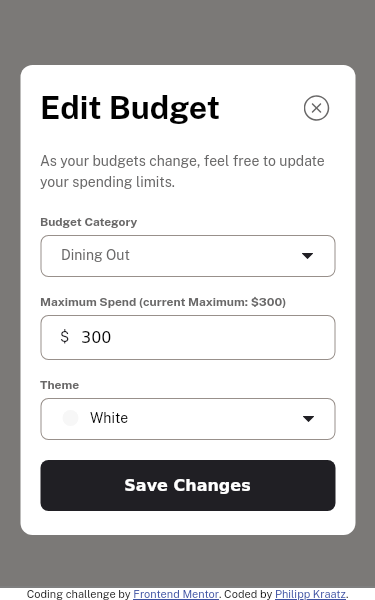 Edit Budget
As your budgets change, feel free to update
your spending limits.
Budget Category
Dining Out
Maximum Spend (current Maximum: $300)
$ 300
Theme
White
Save Changes
Coding challenge by Frontend Mentor. Coded by Philipp Kraatz.